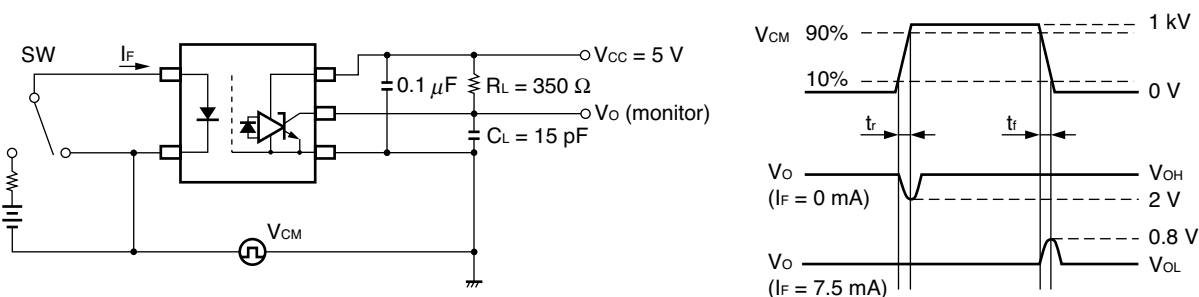 SW
IF
VCC = 5 V
0.1 μF
RL = 350 Ω
VO (monitor)
CL = 15 pF
VCM
VCM 90%
10%
1 kV
0 V
tr
tf
VO
(IF = 0 mA)
VOH
2 V
0.8 V
VO
(IF = 7.5 mA)
VOL